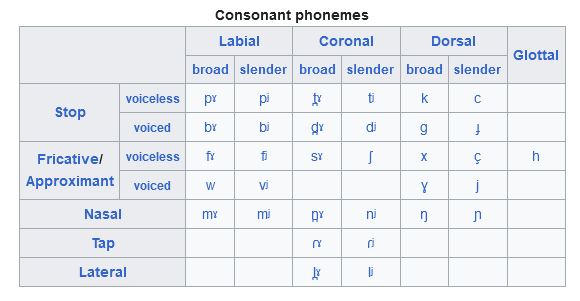 Consonant phonemes
Labial Coronal Dorsal Glottal
broad slender broad slender broad slender
Stop voiceless pˠ pʲ t̪ˠ tʲ k c
voiced bˠ bʲ d̪ˠ dʲ ɡ ɟ
Fricative/
Approximant
voiceless fˠ fʲ sˠ ʃ x ç h
voiced w vʲ ɣ j
Nasal mˠ mʲ n̪ˠ nʲ ŋ ɲ
Tap ɾˠ ɾʲ
Lateral l̪ˠ lʲ